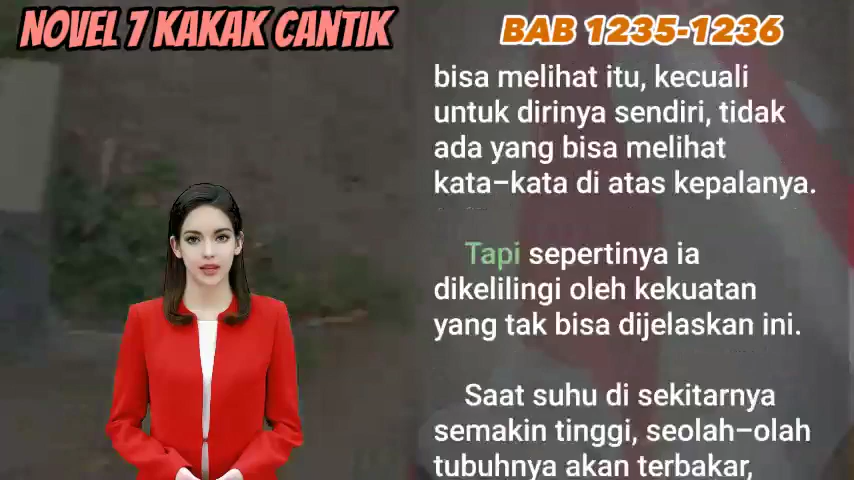 NOVEL 7 KAKAK CANTIK
BAB 1235-1236
bisa melihat itu, kecuali
untuk dirinya sendiri, tidak
ada yang bisa melihat
kata-kata di atas kepalanya.
Tapi sepertinya ia
dikelilingi oleh kekuatan
yang tak bisa dijelaskan ini.
Saat suhu di sekitarnya
semakin tinggi, seolah-olah
tubuhnya akan terbakar,